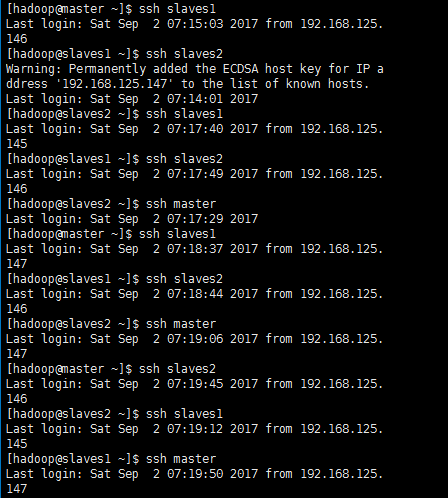 [hadoop@master ~]$ ssh slaves1
Last login: Sat Sep  2 07:15:03 2017 from 192.168.125.
146
[hadoop@slaves1 ~]$ ssh slaves2
Warning: Permanently added the ECDSA host key for IP a
ddress '192.168.125.147' to the list of known hosts.
Last login: Sat Sep  2 07:14:01 2017
[hadoop@slaves2 ~]$ ssh slaves1
Last login: Sat Sep  2 07:17:40 2017 from 192.168.125.
145
[hadoop@slaves1 ~]$ ssh slaves2
Last login: Sat Sep  2 07:17:49 2017 from 192.168.125.
146
[hadoop@slaves2 ~]$ ssh master
Last login: Sat Sep  2 07:17:29 2017
[hadoop@master ~]$ ssh slaves1
Last login: Sat Sep  2 07:18:37 2017 from 192.168.125.
147
[hadoop@slaves1 ~]$ ssh slaves2
Last login: Sat Sep  2 07:18:44 2017 from 192.168.125.
146
[hadoop@slaves2 ~]$ ssh master
Last login: Sat Sep  2 07:19:06 2017 from 192.168.125.
147
[hadoop@master ~]$ ssh slaves2
Last login: Sat Sep  2 07:19:45 2017 from 192.168.125.
146
[hadoop@slaves2 ~]$ ssh slaves1
Last login: Sat Sep  2 07:19:12 2017 from 192.168.125.
145
[hadoop@slaves1 ~]$ ssh master
Last login: Sat Sep  2 07:19:50 2017 from 192.168.125.
147